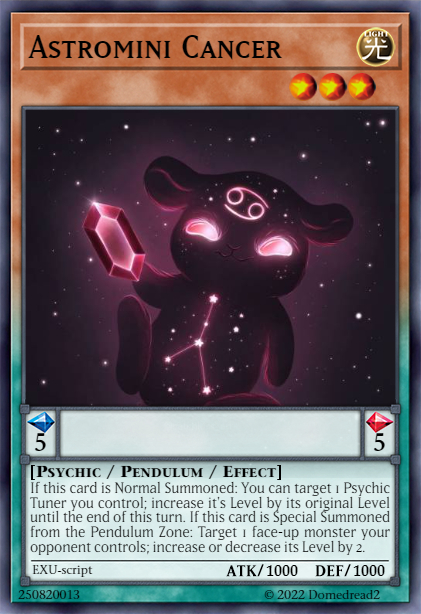 Astromini Cancer
LIGHT
光
5
5
[Psychic / Pendulum / Effect]
If this card is Normal Summoned: You can target 1 Psychic
Tuner you control; increase it's Level by its original Level
until the end of this turn. If this card is Special Summoned
from the Pendulum Zone: Target 1 face-up monster your
opponent controls; increase or decrease its Level by 2.
EXU-script
ATK/1000 DEF/1000
250820013
© 2022 Domedread2